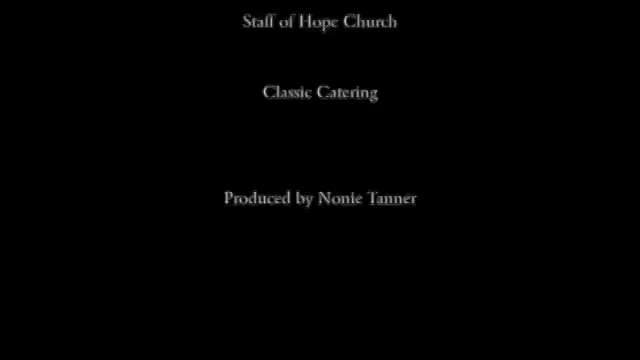 Staff of Hope Church
Classic Catering
Produced by Nonie Tanner